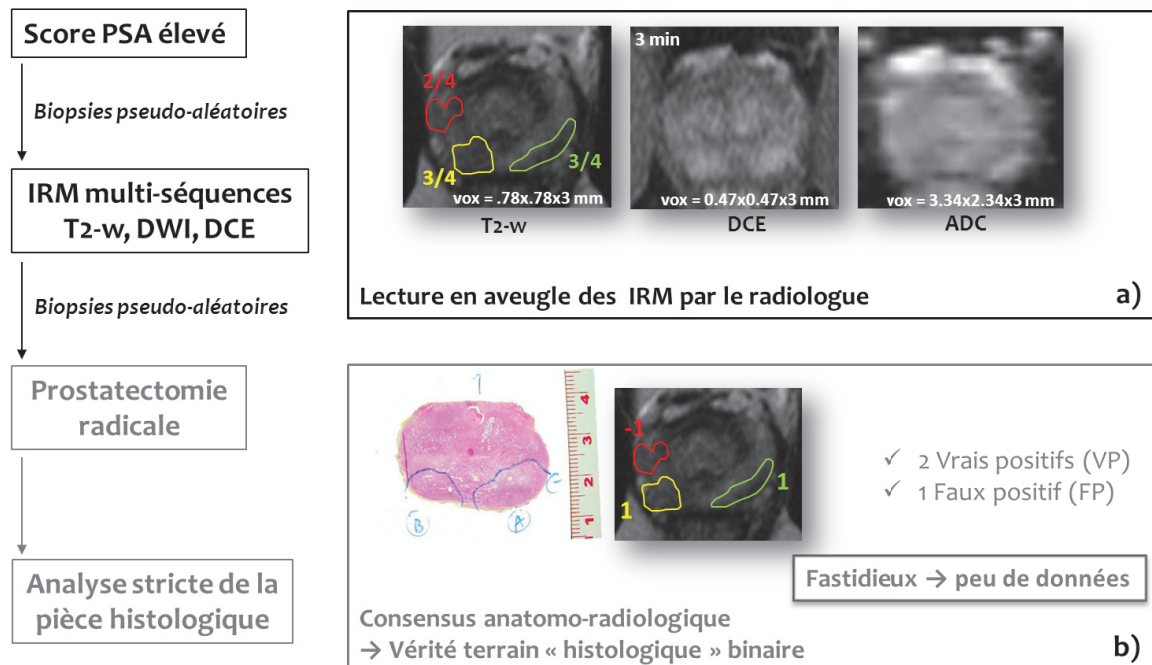 Score PSA élevé
Biopsies pseudo-aléatoires
IRM multi-séquences
T2-w, DWI, DCE
Biopsies pseudo-aléatoires
Prostatectomie
radicale
Analyse stricte de la
pièce histologique
2/4
3/4
3/4
vox = .78x.78x3 mm
T2-w
3 min
vox = 0.47x0.47x3 mm
DCE
vox = 3.34x2.34x3 mm
ADC
Lecture en aveugle des IRM par le radiologue
a)
B
A
4
3
2
1
-1
1
1
✓ 2 Vrais positifs (VP)
✓ 1 Faux positif (FP)
Fastidieux → peu de données
Consensus anatomo-radiologique
→ Vérité terrain « histologique » binaire
b)